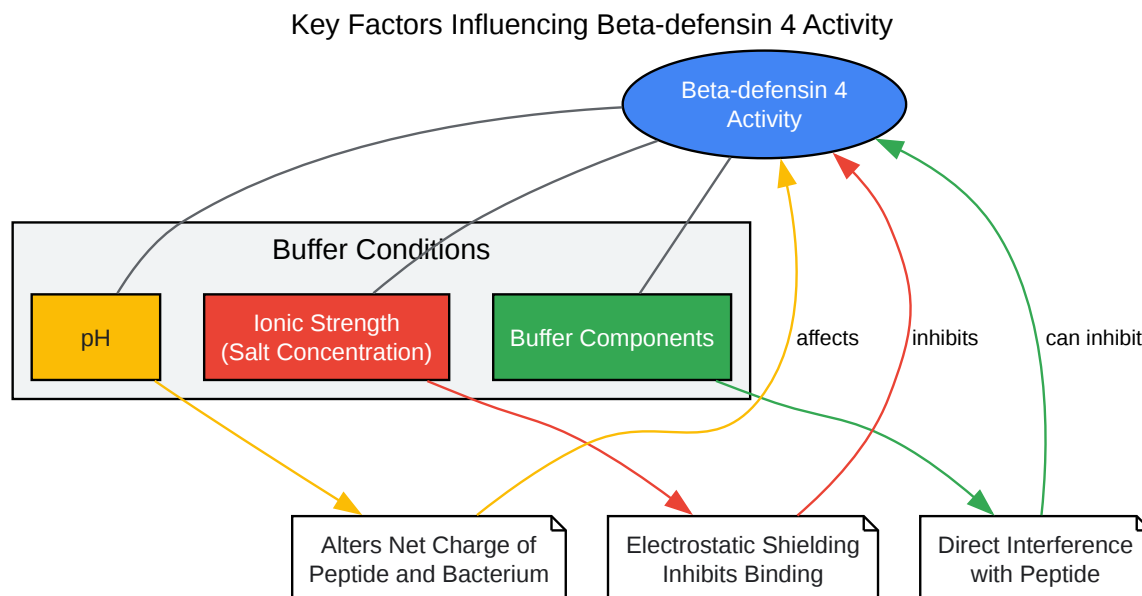 Key Factors Influencing Beta-defensin 4 Activity
Beta-defensin 4
Activity
Buffer Conditions
pH
Ionic Strength
(Salt Concentration)
Buffer Components
affects
inhibits
can inhibit
Alters Net Charge of
Peptide and Bacterium
Electrostatic Shielding
Inhibits Binding
Direct Interference
with Peptide